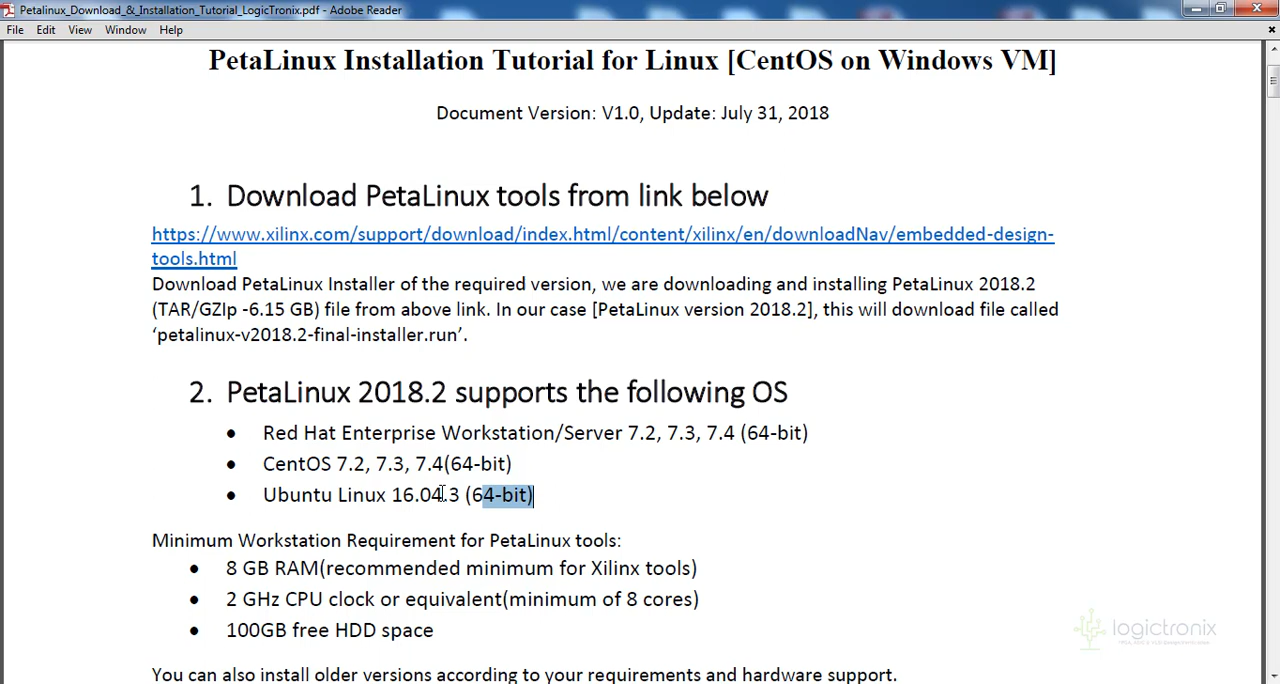 Petalinux_Download_&_Installation_Tutorial_LogicTronix.pdf - Adobe Reader
File Edit View Window Help
PetaLinux Installation Tutorial for Linux [CentOS on Windows VM]
Document Version: V1.0, Update: July 31, 2018
1. Download PetaLinux tools from link below
https://www.xilinx.com/support/download/index.html/content/xilinx/en/downloadNav/embedded-design-
tools.html
Download PetaLinux Installer of the required version, we are downloading and installing PetaLinux 2018.2
(TAR/GZIp -6.15 GB) file from above link. In our case [PetaLinux version 2018.2], this will download file called
‘petalinux-v2018.2-final-installer.run’.
2. PetaLinux 2018.2 supports the following OS
• Red Hat Enterprise Workstation/Server 7.2, 7.3, 7.4 (64-bit)
• CentOS 7.2, 7.3, 7.4(64-bit)
• Ubuntu Linux 16.04.3 (64-bit)
Minimum Workstation Requirement for PetaLinux tools:
• 8 GB RAM(recommended minimum for Xilinx tools)
• 2 GHz CPU clock or equivalent(minimum of 8 cores)
• 100GB free HDD space
logictronix
You can also install older versions according to your requirements and hardware support.